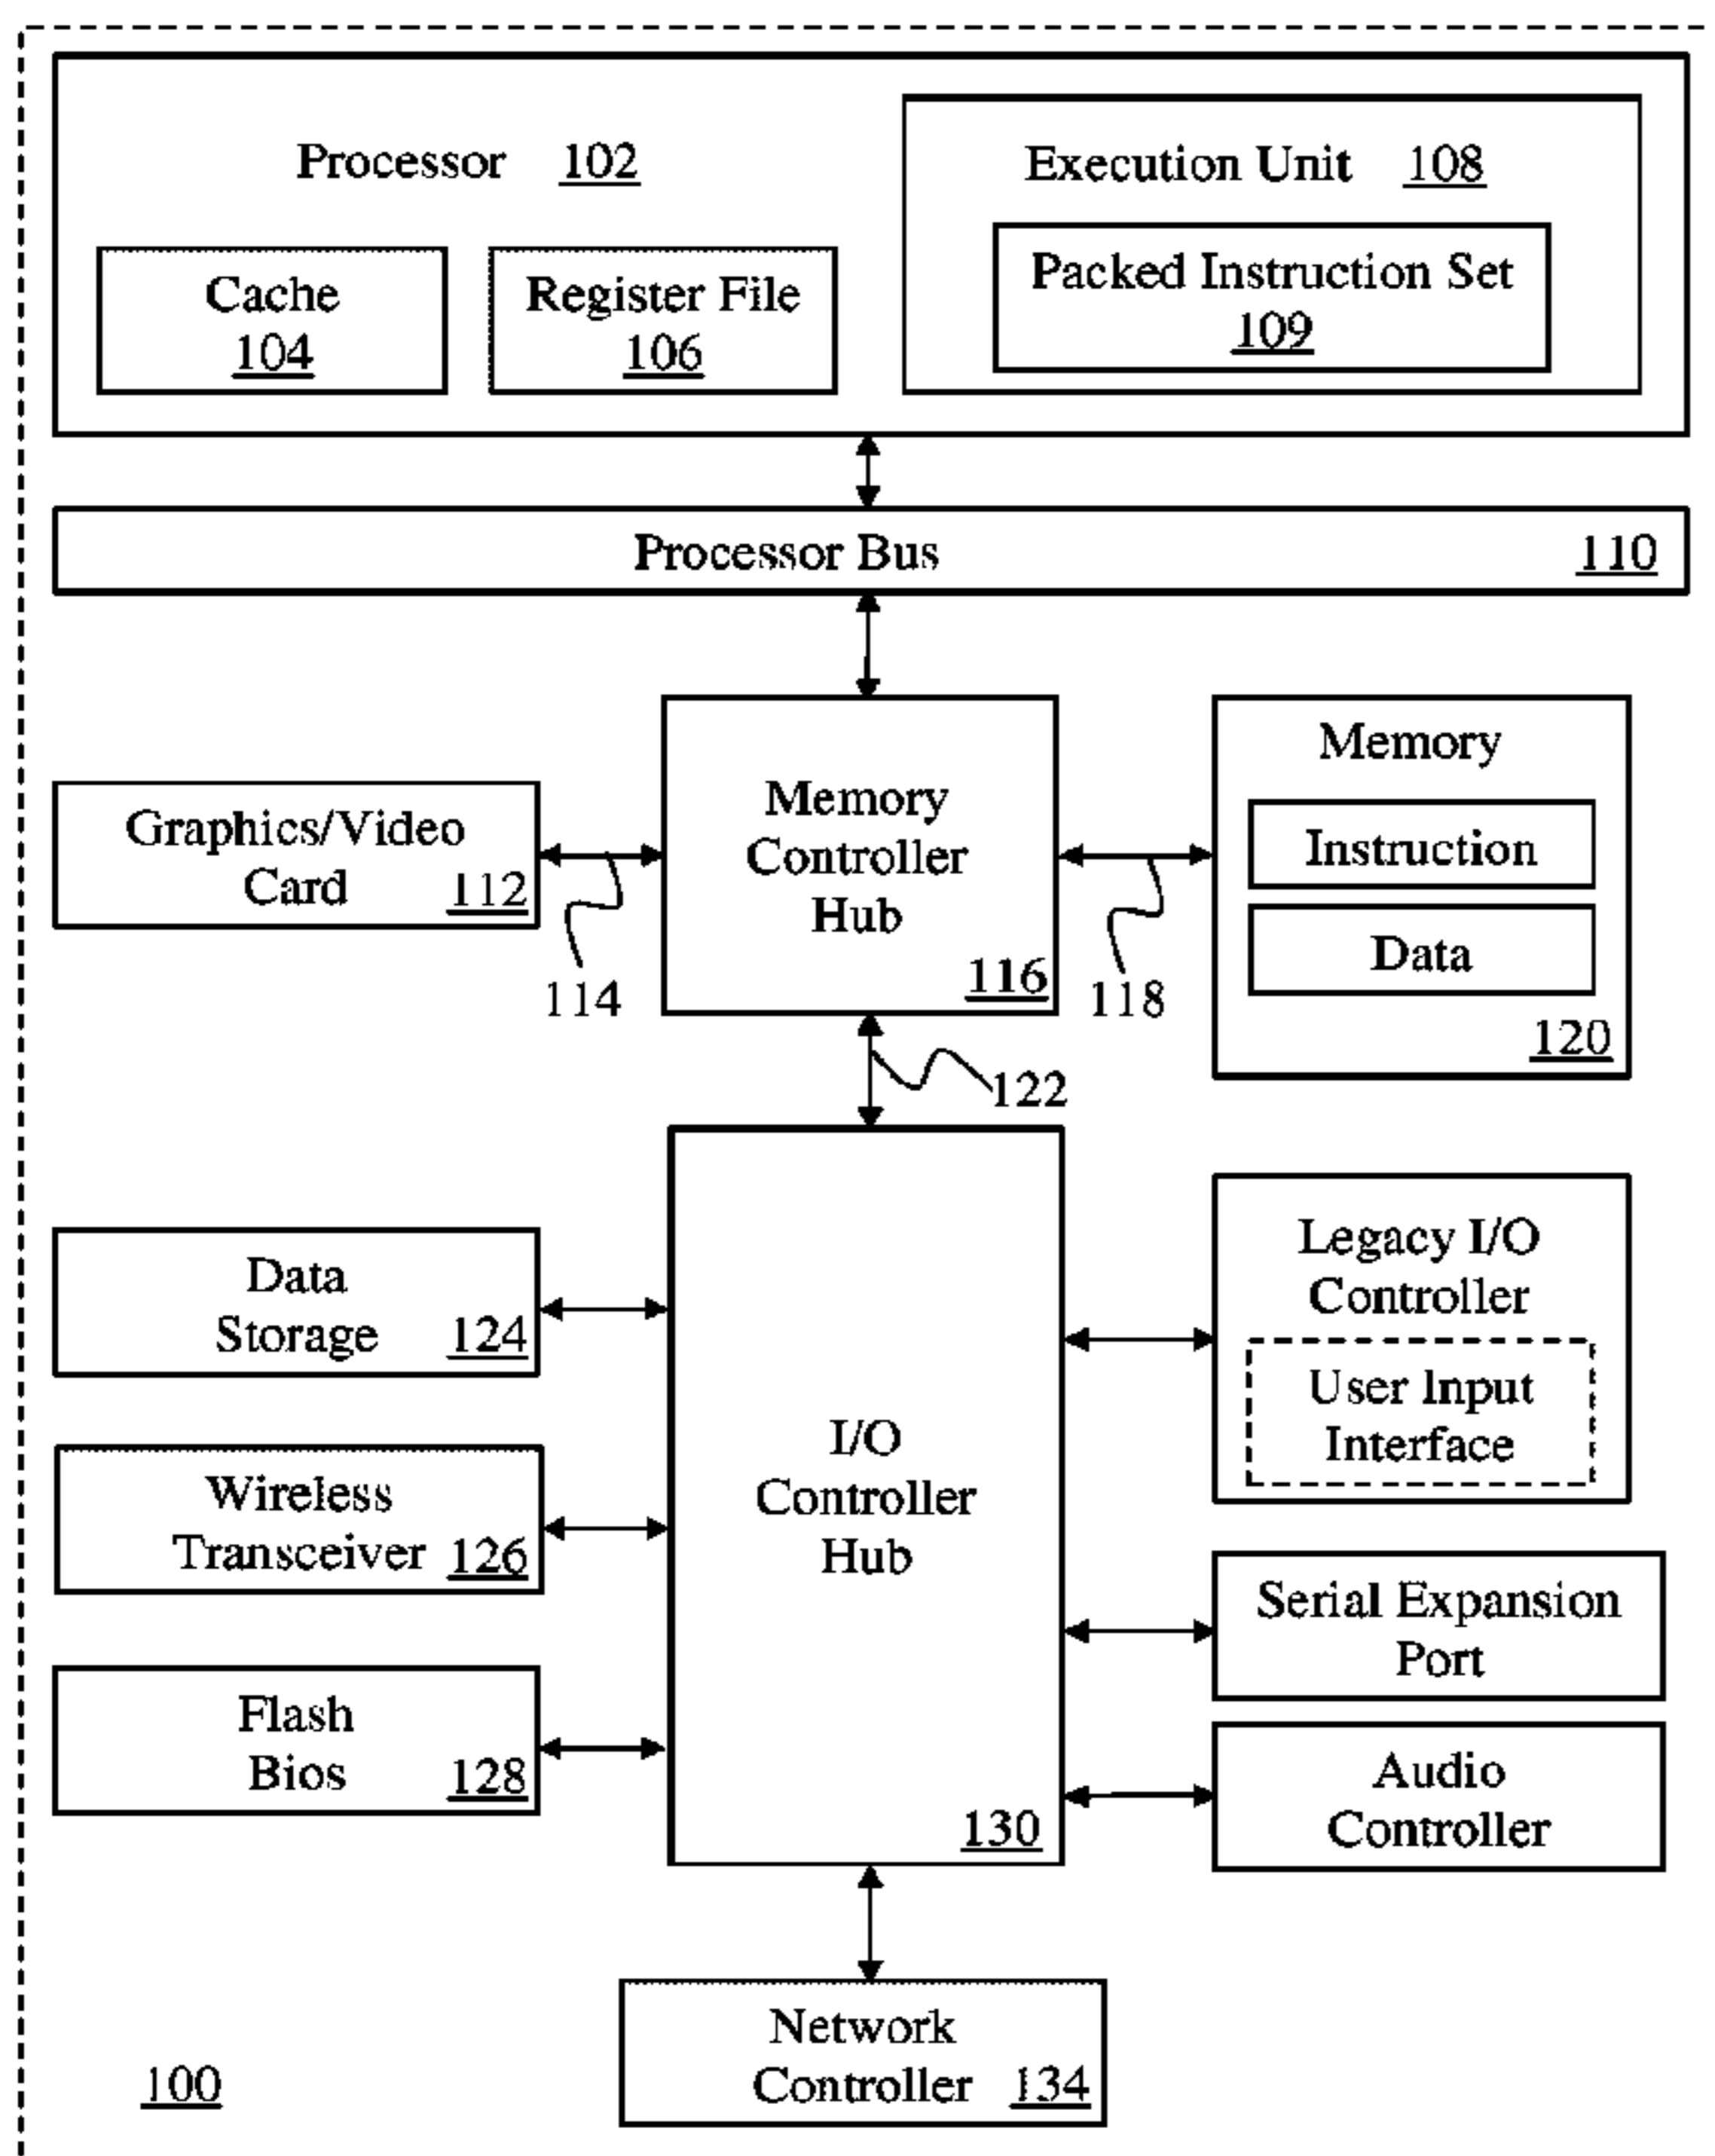 Processor 102
Execution Unit 108
Cache
104
Register File
106
Packed Instruction Set
109
Processor Bus 110
Graphics/Video
Card 112
114
Memory
Controller
Hub
116
118
Memory
Instruction
Data
120
122
Data
Storage 124
Wireless
Transceiver 126
Flash
Bios 128
I/O
Controller
Hub
130
Legacy I/O
Controller
User Input
Interface
Serial Expansion
Port
Audio
Controller
Network
Controller 134
100